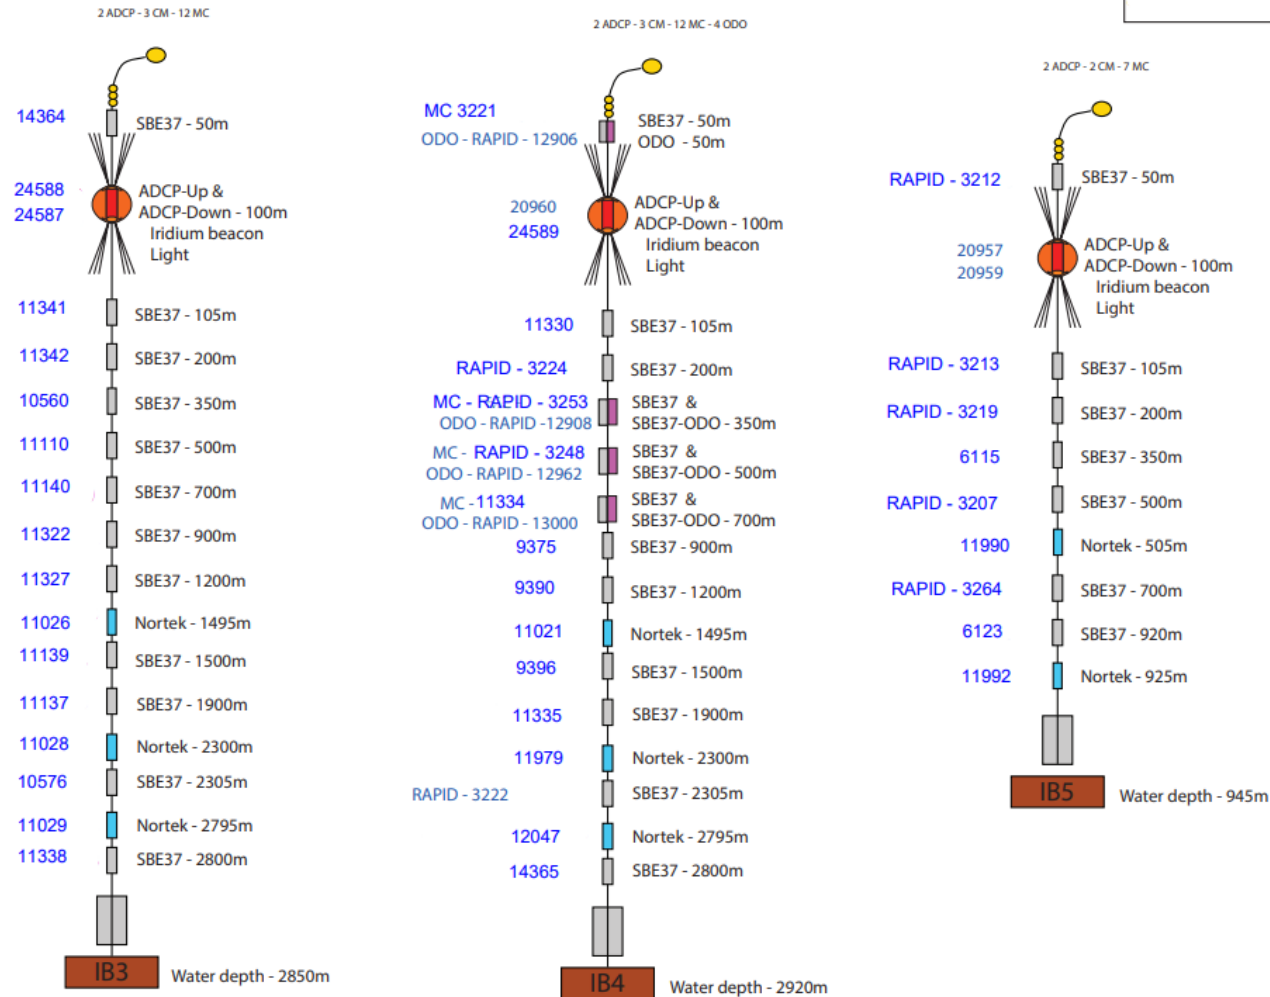 2 ADCP - 3 CM - 12 MC
14364
SBE37 - 50m
24588
24587
ADCP-Up &
ADCP-Down - 100m
Iridium beacon
Light
11341
SBE37 - 105m
11342
SBE37 - 200m
10560
SBE37 - 350m
11110
SBE37 - 500m
11140
SBE37 - 700m
11322
SBE37 - 900m
11327
SBE37 - 1200m
11026
Nortek - 1495m
11139
SBE37 - 1500m
11137
SBE37 - 1900m
11028
Nortek - 2300m
10576
SBE37 - 2305m
11029
Nortek - 2795m
11338
SBE37 - 2800m
IB3
Water depth - 2850m
2 ADCP - 3 CM - 12 MC - 4 ODO
MC 3221
ODO - RAPID - 12906
SBE37 - 50m
ODO - 50m
20960
24589
ADCP-Up &
ADCP-Down - 100m
Iridium beacon
Light
11330
SBE37 - 105m
RAPID - 3224
SBE37 - 200m
MC - RAPID - 3253
ODO - RAPID -12908
SBE37 &
SBE37-ODO - 350m
MC - RAPID - 3248
ODO - RAPID - 12962
SBE37 &
SBE37-ODO - 500m
MC - 11334
ODO - RAPID - 13000
SBE37 &
SBE37-ODO - 700m
9375
SBE37 - 900m
9390
SBE37 - 1200m
11021
Nortek - 1495m
9396
SBE37 - 1500m
11335
SBE37 - 1900m
11979
Nortek - 2300m
RAPID - 3222
SBE37 - 2305m
12047
Nortek - 2795m
14365
SBE37 - 2800m
IB4
Water depth - 2920m
2 ADCP - 2 CM - 7 MC
RAPID - 3212
SBE37 - 50m
20957
20959
ADCP-Up &
ADCP-Down - 100m
Iridium beacon
Light
RAPID - 3213
SBE37 - 105m
RAPID - 3219
SBE37 - 200m
6115
SBE37 - 350m
RAPID - 3207
SBE37 - 500m
11990
Nortek - 505m
RAPID - 3264
SBE37 - 700m
6123
SBE37 - 920m
11992
Nortek - 925m
IB5
Water depth - 945m